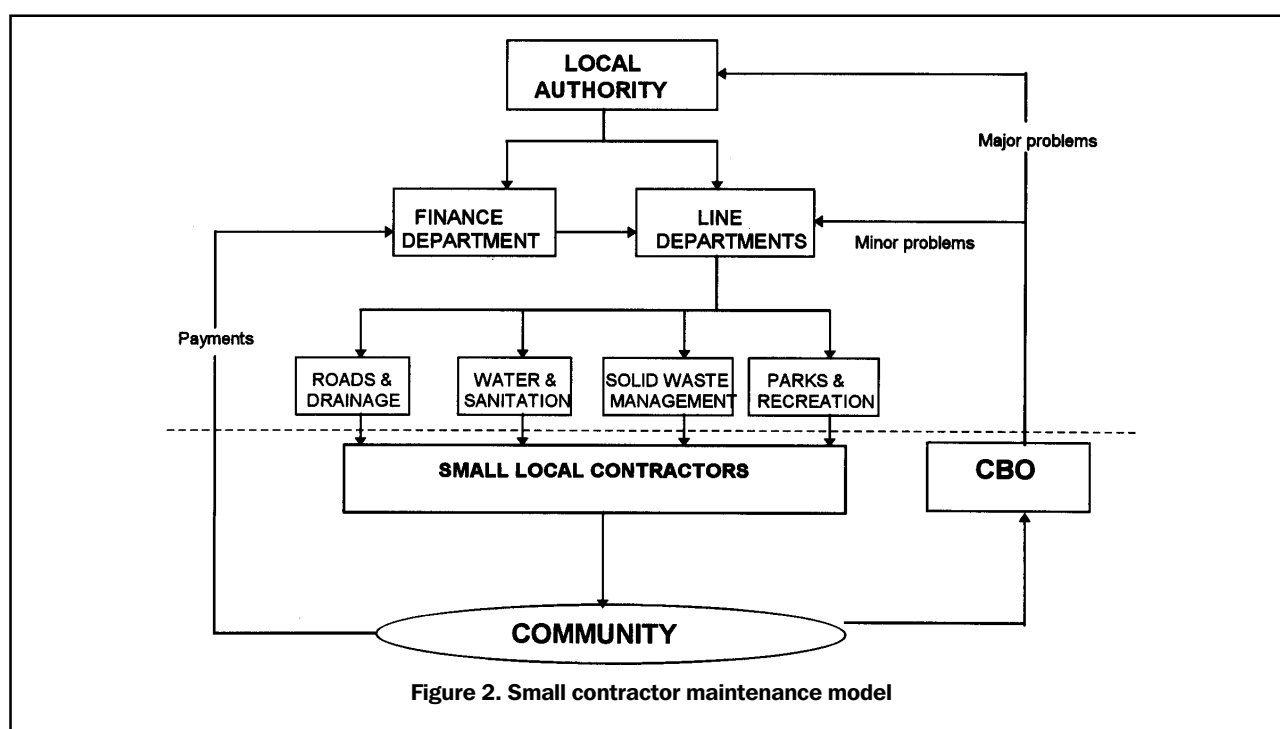 LOCAL
AUTHORITY
Major problems
FINANCE
DEPARTMENT
LINE
DEPARTMENTS
Minor problems
Payments
ROADS &
DRAINAGE
WATER &
SANITATION
SOLID WASTE
MANAGEMENT
PARKS &
RECREATION
SMALL LOCAL CONTRACTORS
CBO
COMMUNITY
Figure 2. Small contractor maintenance model